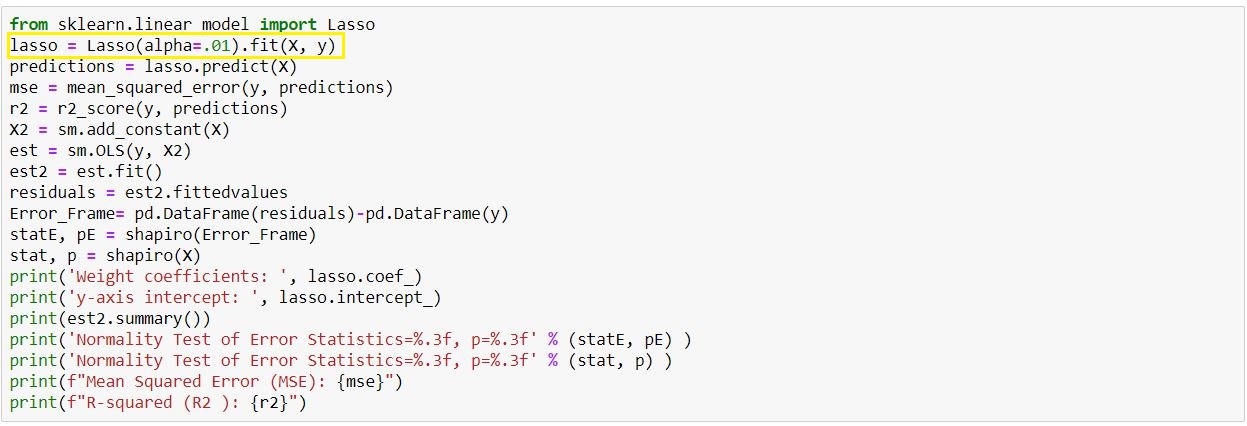 from sklearn.linear model import Lasso
lasso = Lasso(alpha=.01).fit(X, y)
predictions = lasso.predict(X)
mse = mean_squared_error(y, predictions)
r2 = r2_score(y, predictions)
X2 = sm.add_constant(X)
est = sm.OLS(y, X2)
est2 = est.fit()
residuals = est2.fittedvalues
Error_Frame= pd.DataFrame(residuals)-pd.DataFrame(y)
statE, pE = shapiro(Error_Frame)
stat, p = shapiro(X)
print('Weight coefficients: ', lasso.coef_)
print('y-axis intercept: ', lasso.intercept_)
print(est2.summary())
print('Normality Test of Error Statistics=%.3f, p=%.3f' % (statE, pE) )
print('Normality Test of Error Statistics=%.3f, p=%.3f' % (stat, p) )
print(f"Mean Squared Error (MSE): {mse}")
print(f"R-squared (R2 ): {r2}")